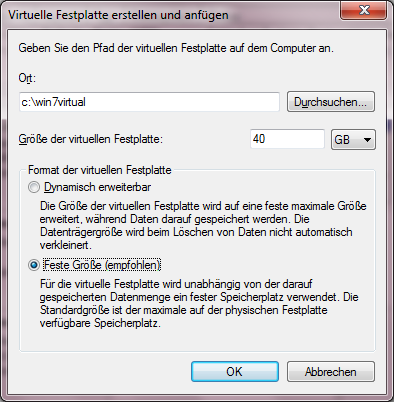 Virtuelle Festplatte erstellen und anfügen
Geben Sie den Pfad der virtuellen Festplatte auf dem Computer an.
Ort:
c:\win7virtual
Durchsuchen...
Größe der virtuellen Festplatte:
40
GB
Format der virtuellen Festplatte
Dynamisch erweiterbar
Die Größe der virtuellen Festplatte wird auf eine feste maximale Größe
erweitert, während Daten darauf gespeichert werden. Die
Datenträgergröße wird beim Löschen von Daten nicht automatisch
verkleinert.
Feste Größe (empfohlen)
Für die virtuelle Festplatte wird unabhängig von der darauf
gespeicherten Datenmenge ein fester Speicherplatz verwendet. Die
Standardgröße ist der maximale auf der physischen Festplatte
verfügbare Speicherplatz.
OK
Abbrechen